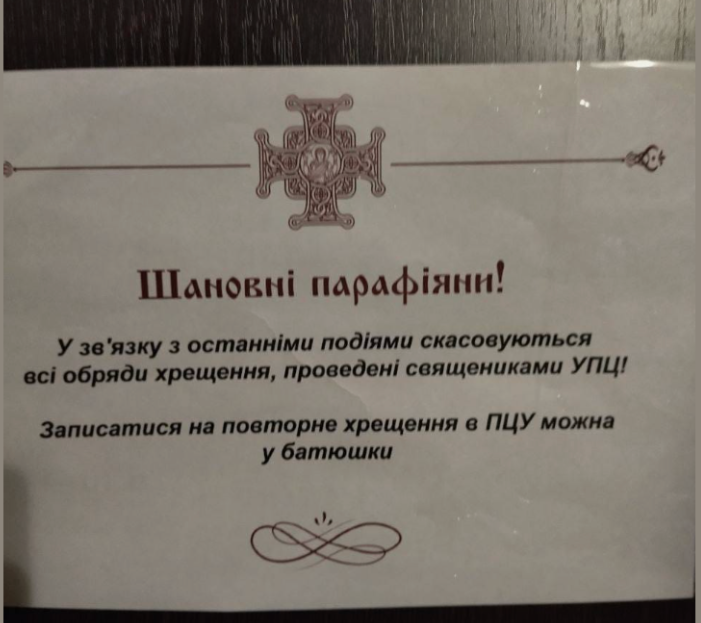 Шановні парафіяни!
У зв'язку з останніми подіями скасовуються
всі обряди хрещення, проведені священиками УПЦ!
Записатися на повторне хрещення в ПЦУ можна
у батюшки